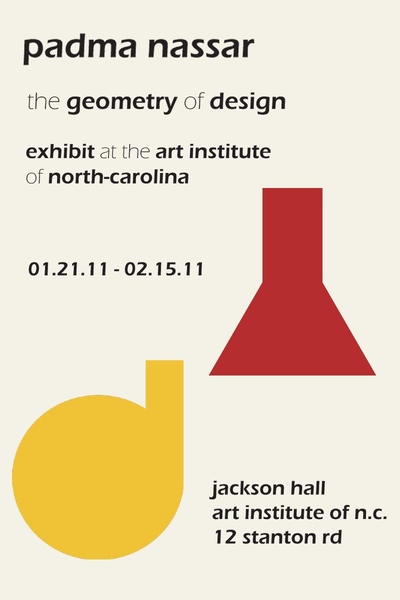 padma nassar
the geometry of design
exhibit at the art institute
of north-carolina
01.21.11 - 02.15.11
jackson hall
art institute of n.c.
12 stanton rd